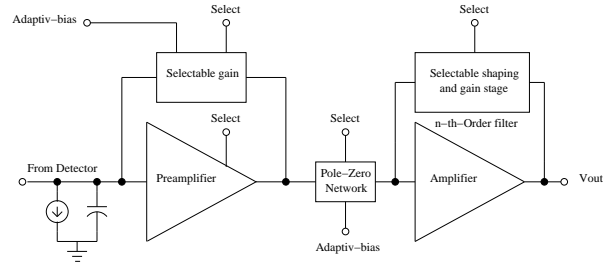 Select
Select
Adaptiv−bias
Selectable gain
Selectable shaping
and gain stage
Select
Select
n−th−Order filter
From Detector
Preamplifier
Pole−Zero
Network
Amplifier
Vout
Adaptiv−bias